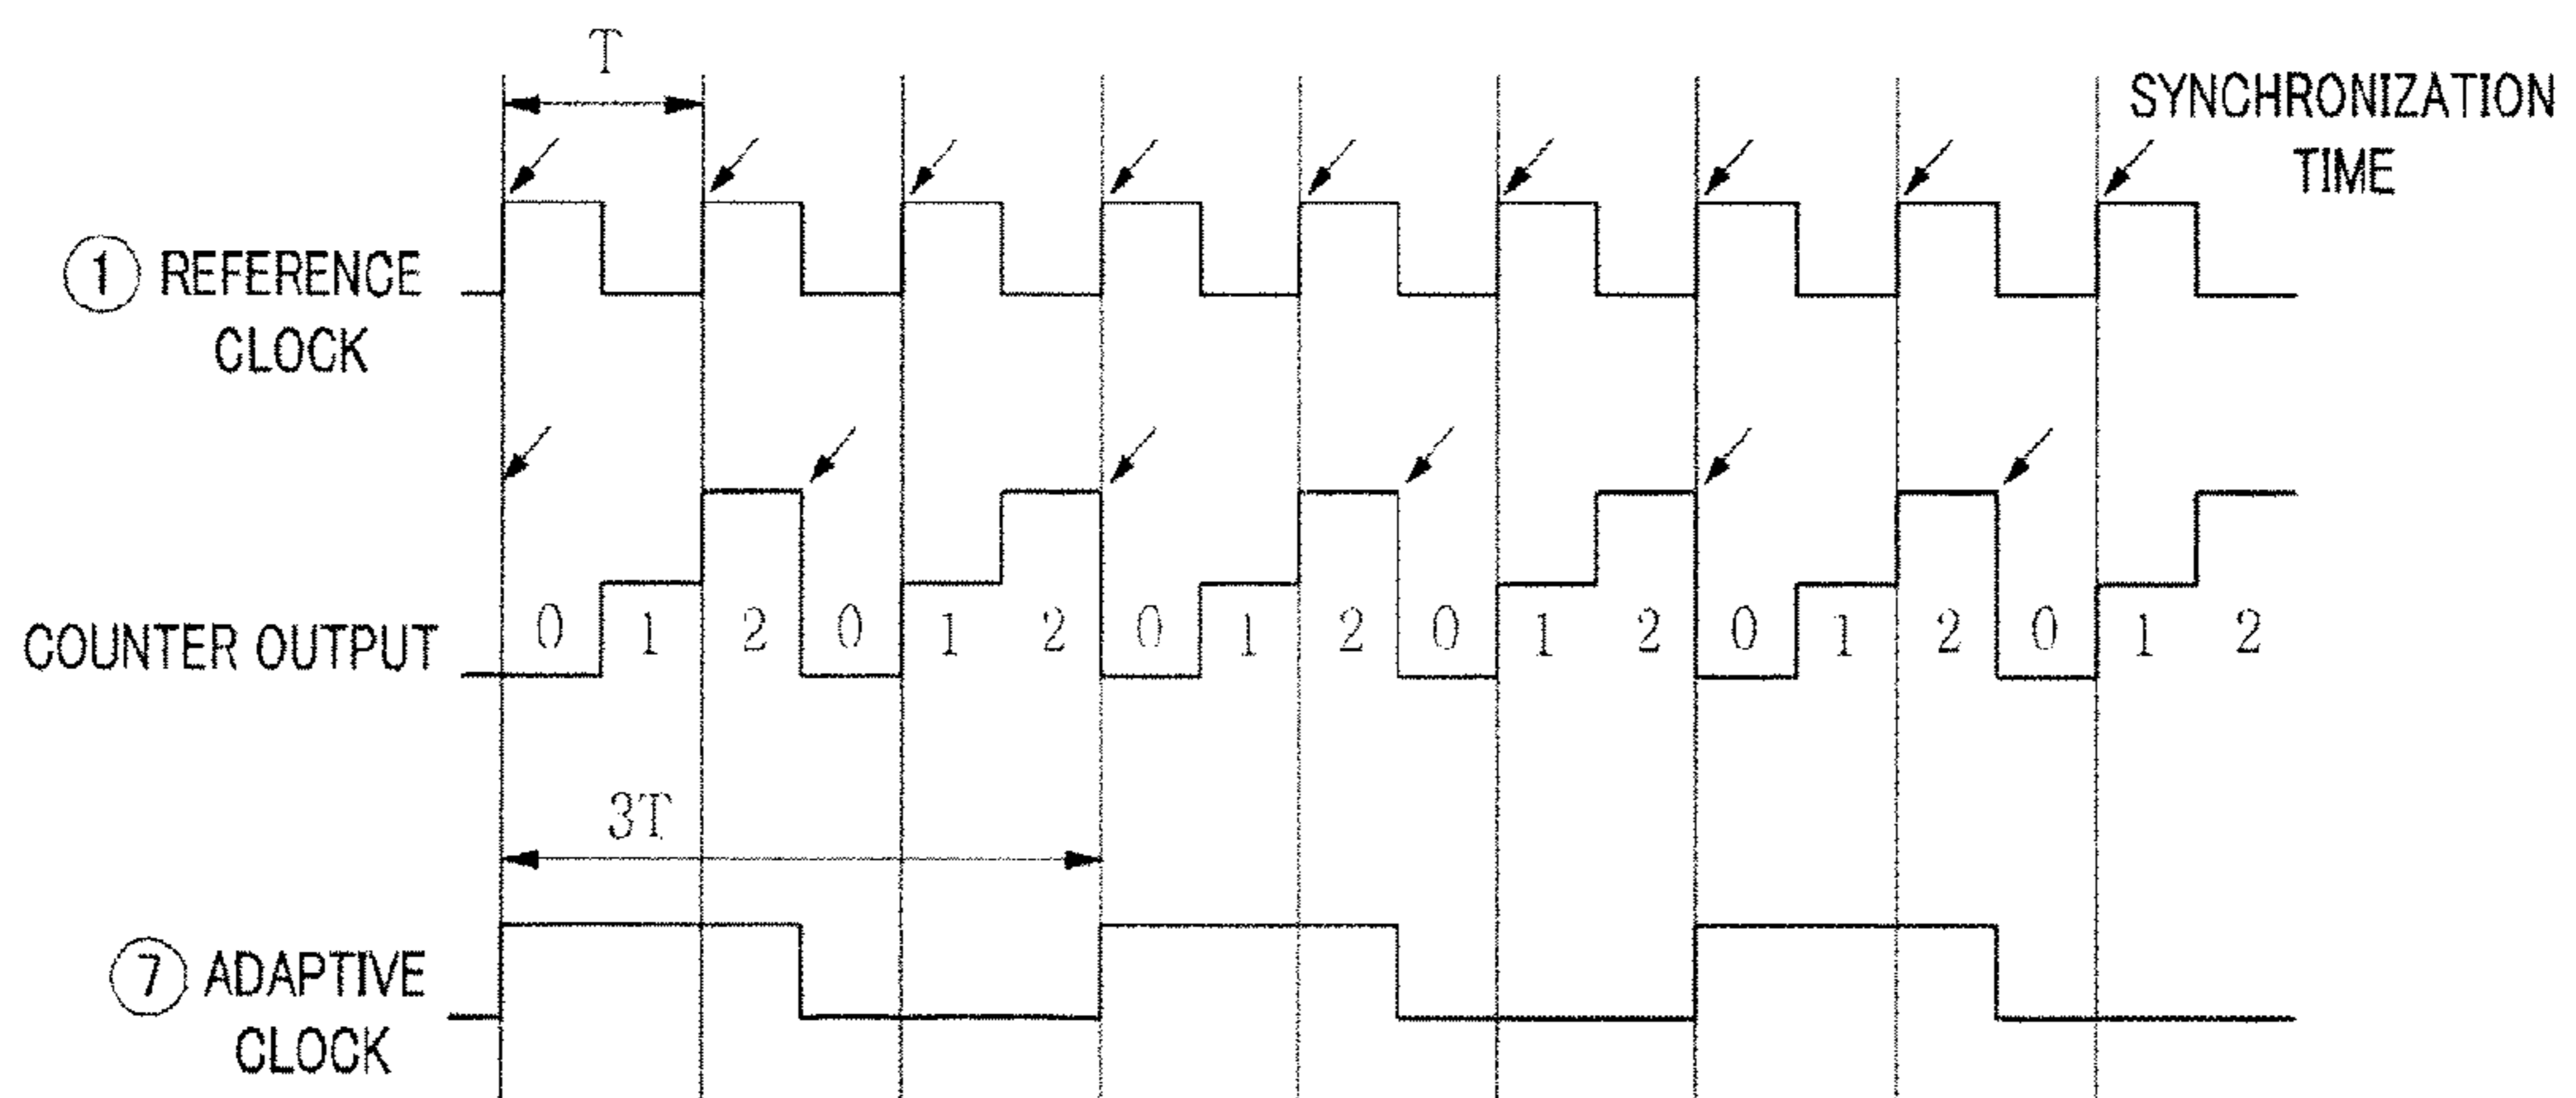 T
SYNCHRONIZATION
TIME
① REFERENCE
CLOCK
COUNTER OUTPUT 0 1 2 0 1 2 0 1 2 0 1 2 0 1 2 0 1 2
3T
⑦ ADAPTIVE
CLOCK